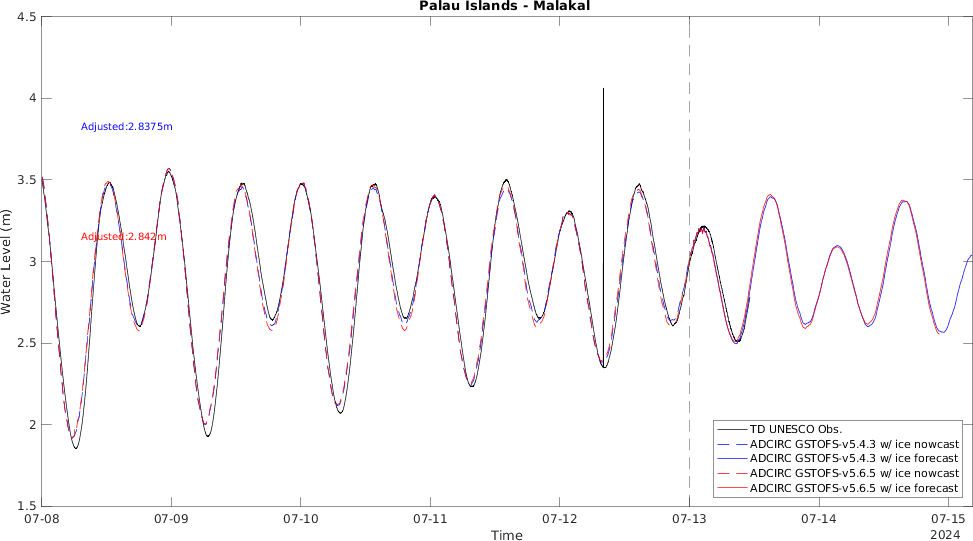 Palau Islands - Malakal
4.5
4
3.5
3
2.5
2
1.5
Water Level (m)
Adjusted:2.8375m
Adjusted:2.842m
TD UNESCO Obs.
ADCIRC GSTOFS-v5.4.3 w/ ice nowcast
ADCIRC GSTOFS-v5.4.3 w/ ice forecast
ADCIRC GSTOFS-v5.6.5 w/ ice nowcast
ADCIRC GSTOFS-v5.6.5 w/ ice forecast
07-08 07-09 07-10 07-11 07-12 07-13 07-14 07-15
Time
2024